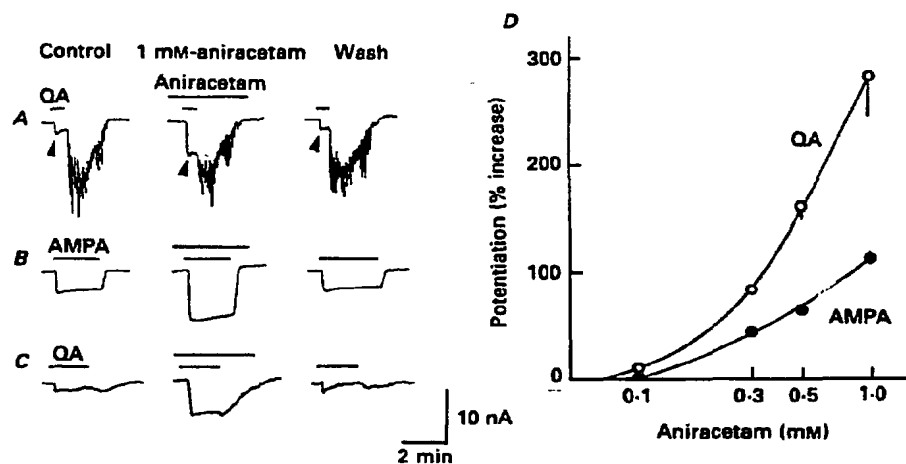 Control 1 mM-aniracetam Wash
Aniracetam
QA
A
AMPA
B
QA
C
10 nA
2 min
D
Potentiation (% increase)
300
200
100
0
QA
AMPA
0·1 0·3 0·5 1·0
Aniracetam (mM)